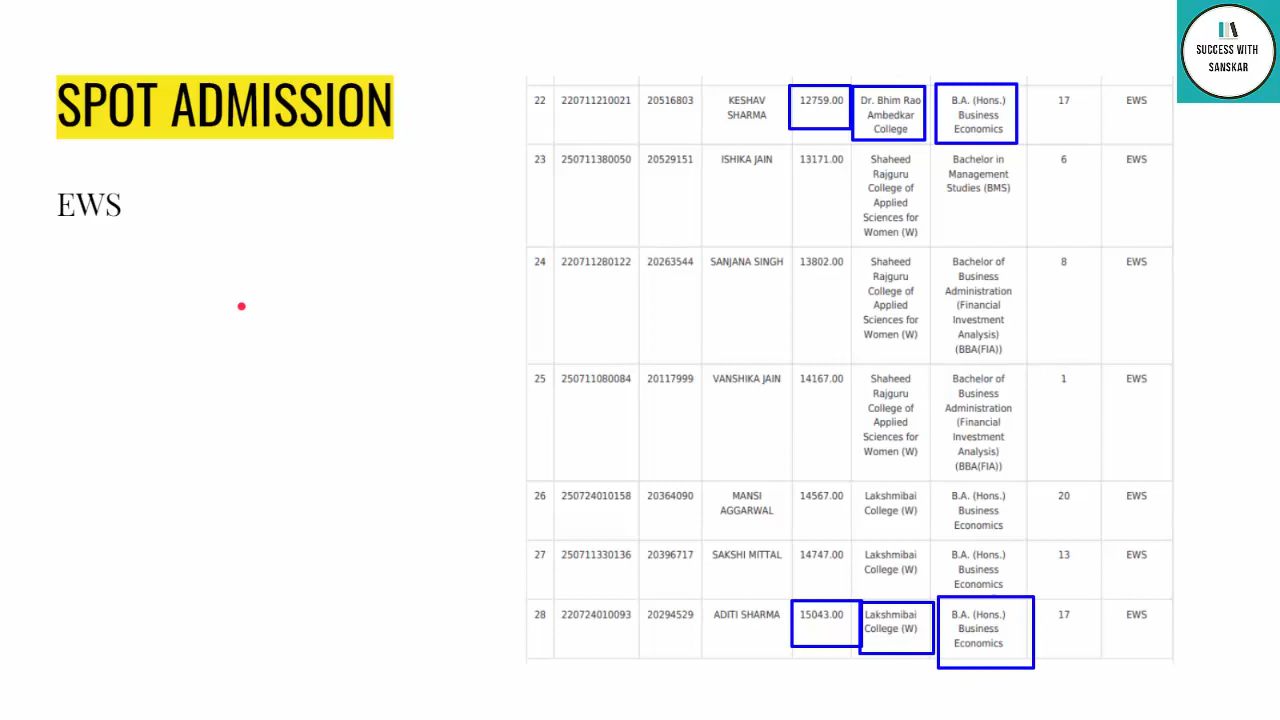 SUCCESS WITH
SANSKAR
SPOT ADMISSION
EWS
22 220711210021 20516803 KESHAV 12759.00 Dr. Bhim Rao B.A. (Hons.) 17 EWS
SHARMA Ambedkar Business
College Economics
23 250711380050 20529151 ISHIKA JAIN 13171.00 Shaheed Bachelor in 6 EWS
Rajguru Management
College of Studies (BMS)
Applied
Sciences for
Women (W)
24 220711280122 20263544 SANJANA SINGH 13802.00 Shaheed Bachelor of 8 EWS
Rajguru Business
College of Administration
Applied (Financial
Sciences for Investment
Women (W) Analysis)
(BBA(FIA))
25 250711080084 20117999 VANSHIKA JAIN 14167.00 Shaheed Bachelor of 1 EWS
Rajguru Business
College of Administration
Applied (Financial
Sciences for Investment
Women (W) Analysis)
(BBA(FIA))
26 250724010158 20364090 MANSI 14567.00 Lakshmibai B.A. (Hons.) 20 EWS
AGGARWAL College (W) Business
Economics
27 250711330136 20396717 SAKSHI MITTAL 14747.00 Lakshmibai B.A. (Hons.) 13 EWS
College (W) Business
Economics
28 220724010093 20294529 ADITI SHARMA 15043.00 Lakshmibai B.A. (Hons.) 17 EWS
College (W) Business
Economics